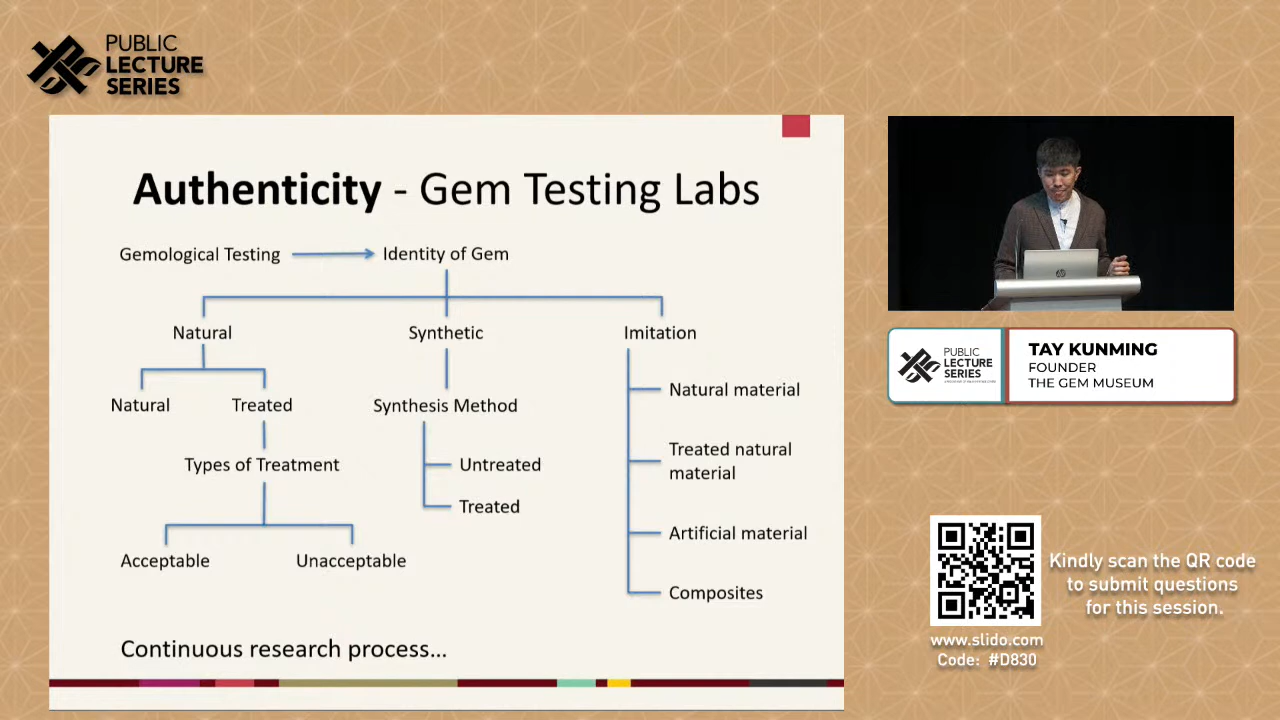 PUBLIC
LECTURE
SERIES
Authenticity - Gem Testing Labs
Gemological Testing
Identity of Gem
Natural
Synthetic
Imitation
Natural
Treated
Types of Treatment
Acceptable
Unacceptable
Synthesis Method
Untreated
Treated
Natural material
Treated natural
material
Artificial material
Composites
Continuous research process...
PUBLIC
LECTURE
SERIES
TAY KUNMING
FOUNDER
THE GEM MUSEUM
Kindly scan the QR code
to submit questions
for this session.
www.slido.com
Code: #D830